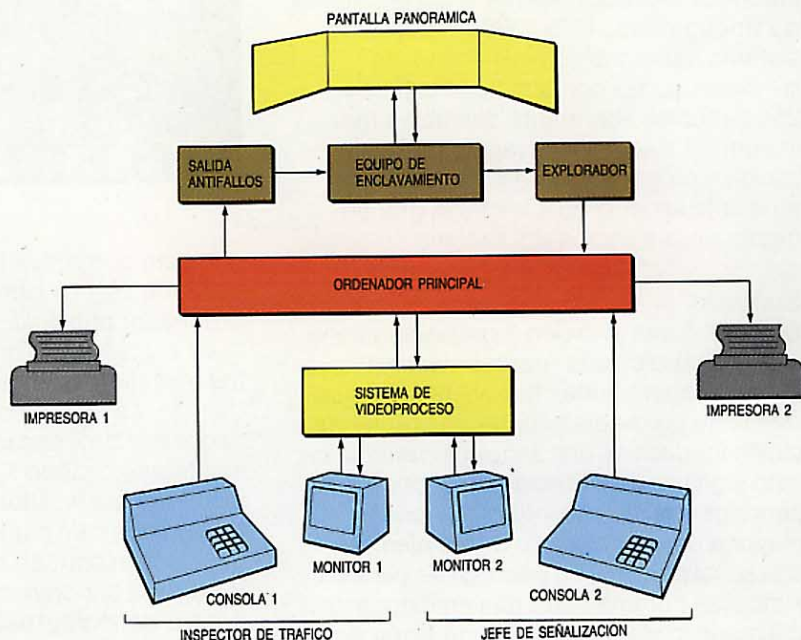 PANTALLA PANORAMICA
SALIDA
ANTIFALLOS
EQUIPO DE
ENCLAVAMIENTO
EXPLORADOR
ORDENADOR PRINCIPAL
IMPRESORA 1
SISTEMA DE
VIDEOPROCESO
IMPRESORA 2
MONITOR 1
MONITOR 2
CONSOLA 1
CONSOLA 2
INSPECTOR DE TRAFICO
JEFE DE SEÑALIZACION